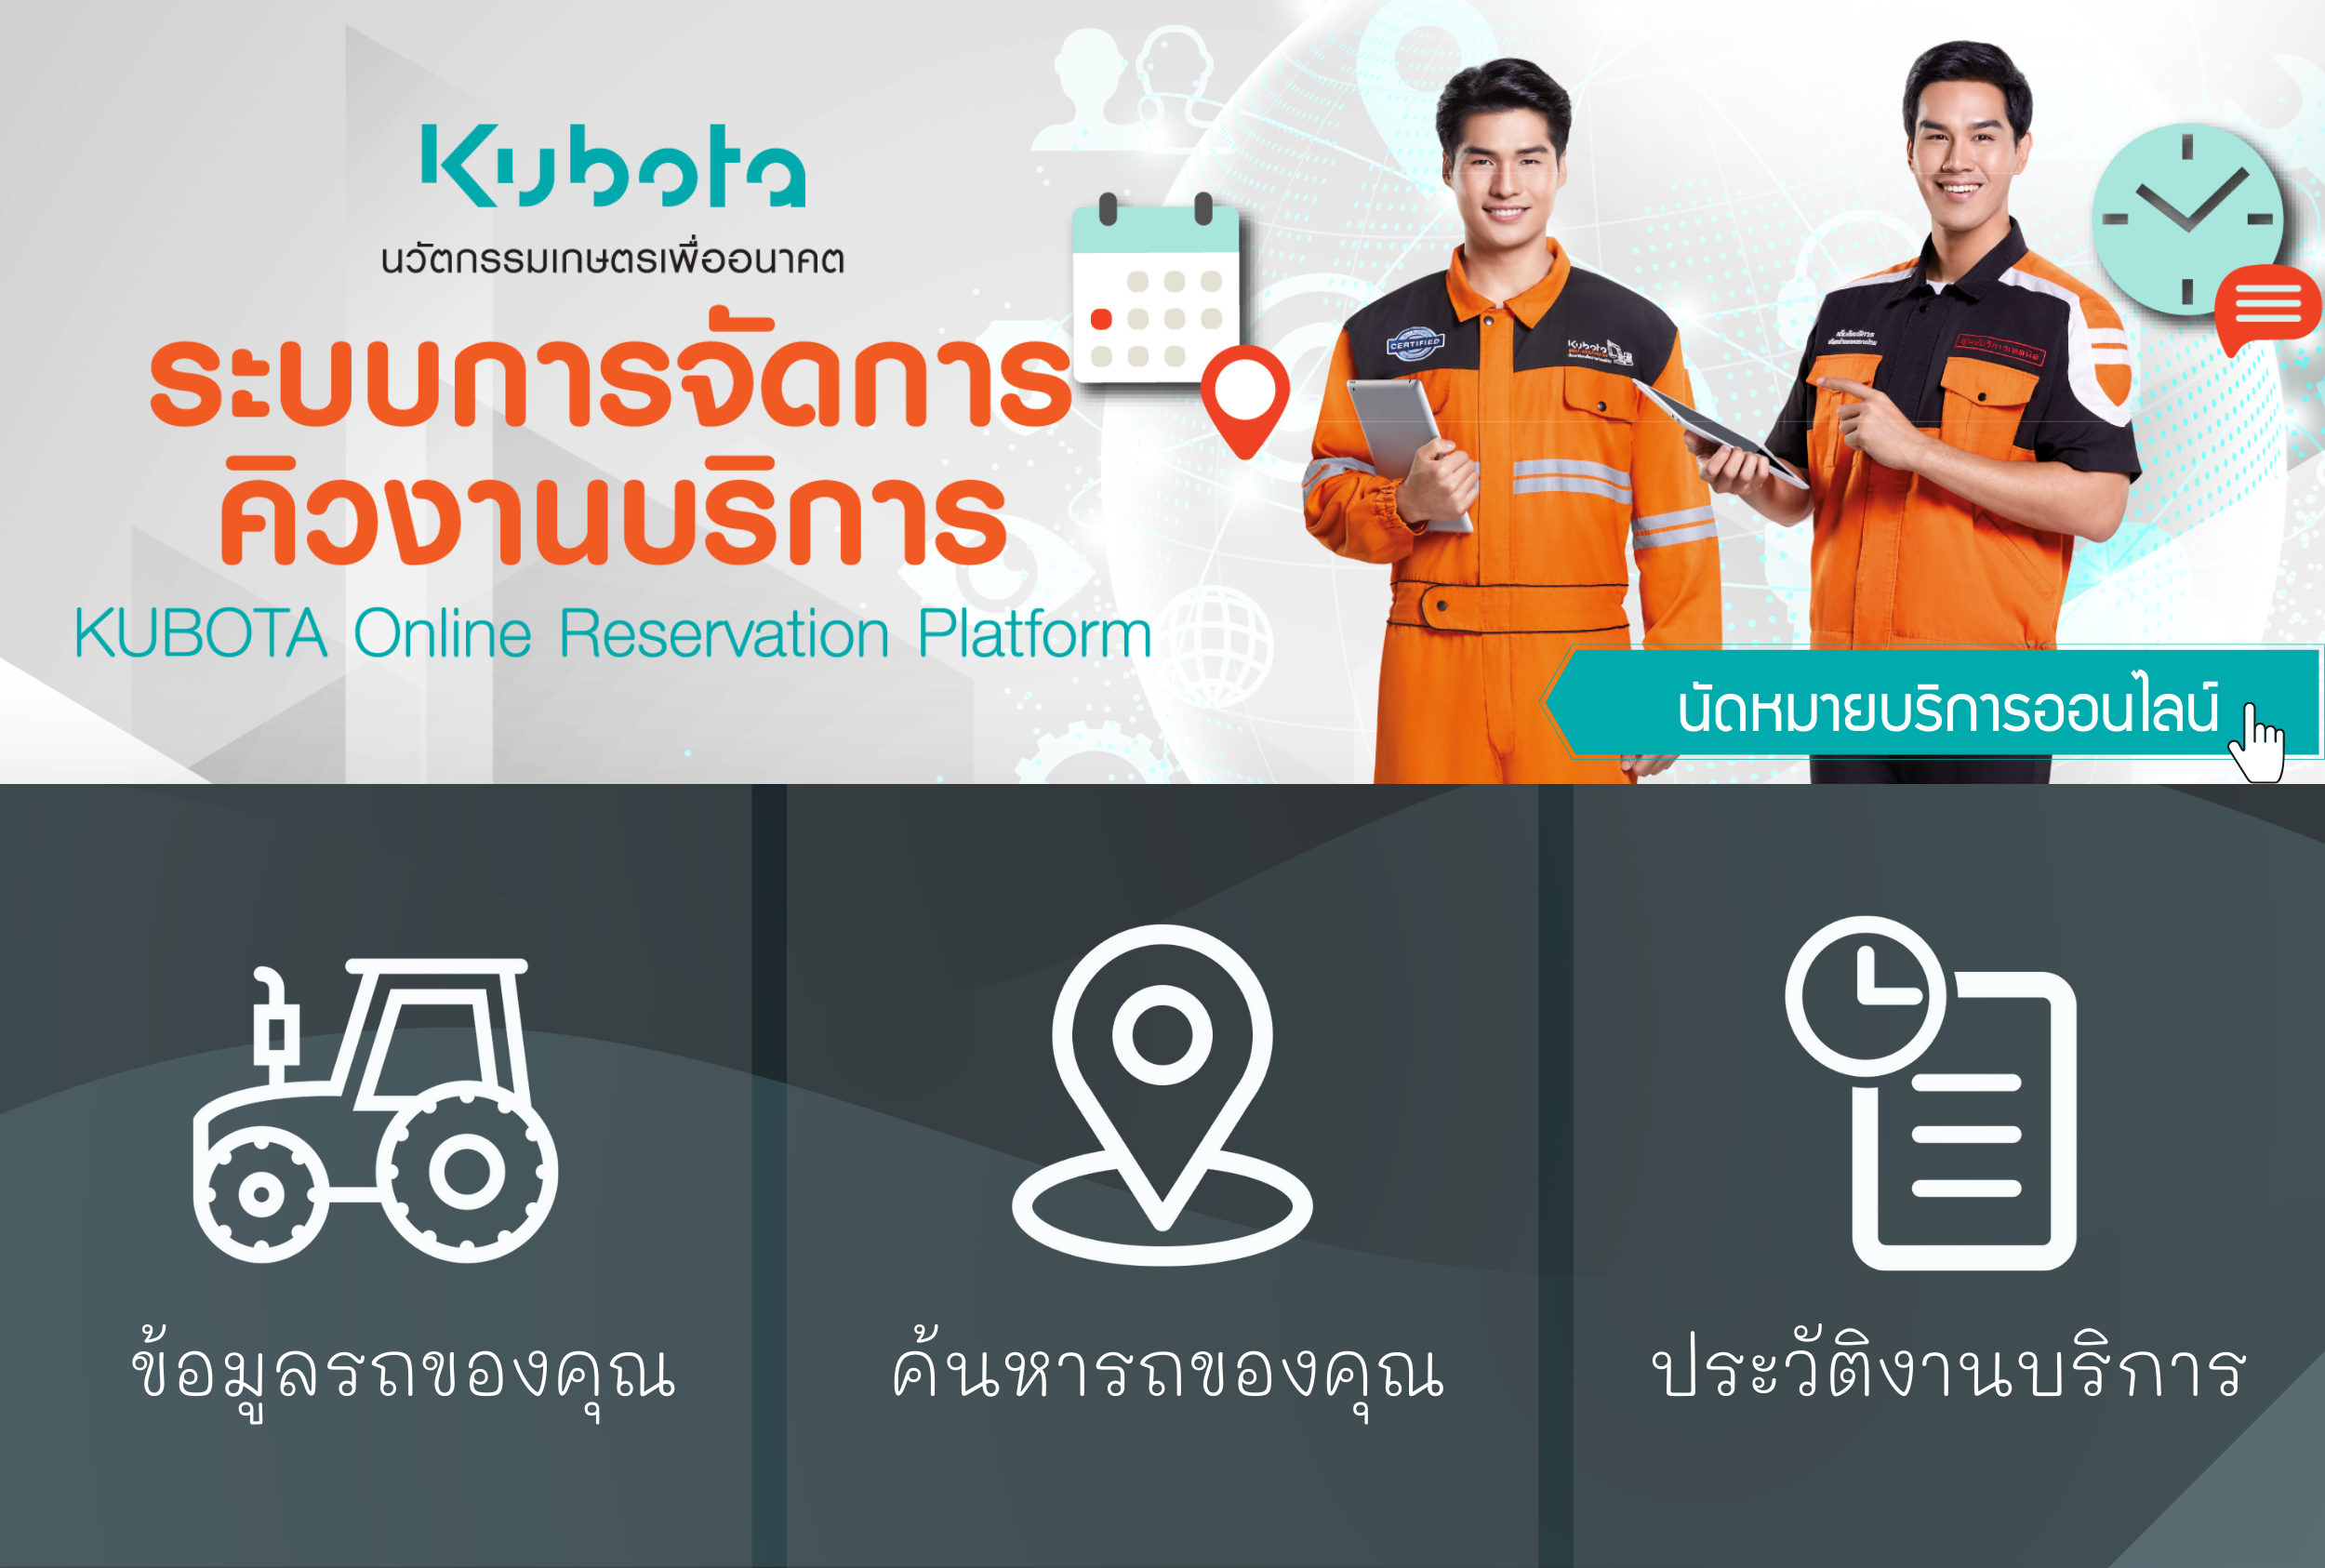 Kubota
นวัตกรรมเกษตรเพื่ออนาคต
ระบบการจัดการ
คิวงานบริการ
KUBOTA Online Reservation Platform
CERTIFIED
Kubota
นัดหมายบริการออนไลน์
ข้อมูลรถของคุณ
ค้นหารถของคุณ
ประวัติงานบริการ